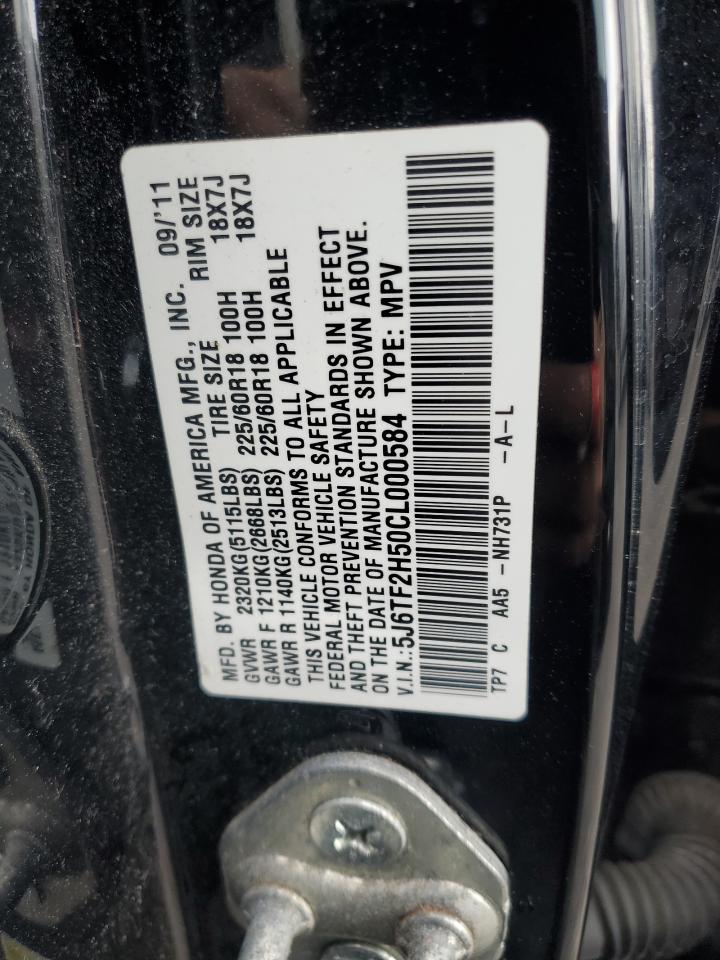 MFD. BY HONDA OF AMERICA MFG., INC. 09/'11
TIRE SIZE RIM SIZE
GVWR 2320KG(5115LBS)
GAWR F 1210KG(2668LBS) 225/60R18 100H 18X7J
GAWR R 1140KG(2513LBS) 225/60R18 100H 18X7J
THIS VEHICLE CONFORMS TO ALL APPLICABLE
FEDERAL MOTOR VEHICLE SAFETY
AND THEFT PREVENTION STANDARDS IN EFFECT
ON THE DATE OF MANUFACTURE SHOWN ABOVE.
V.I.N.:5J6TF2H50CL000584 TYPE: MPV
TP7 C AA5 -NH731P -A-L